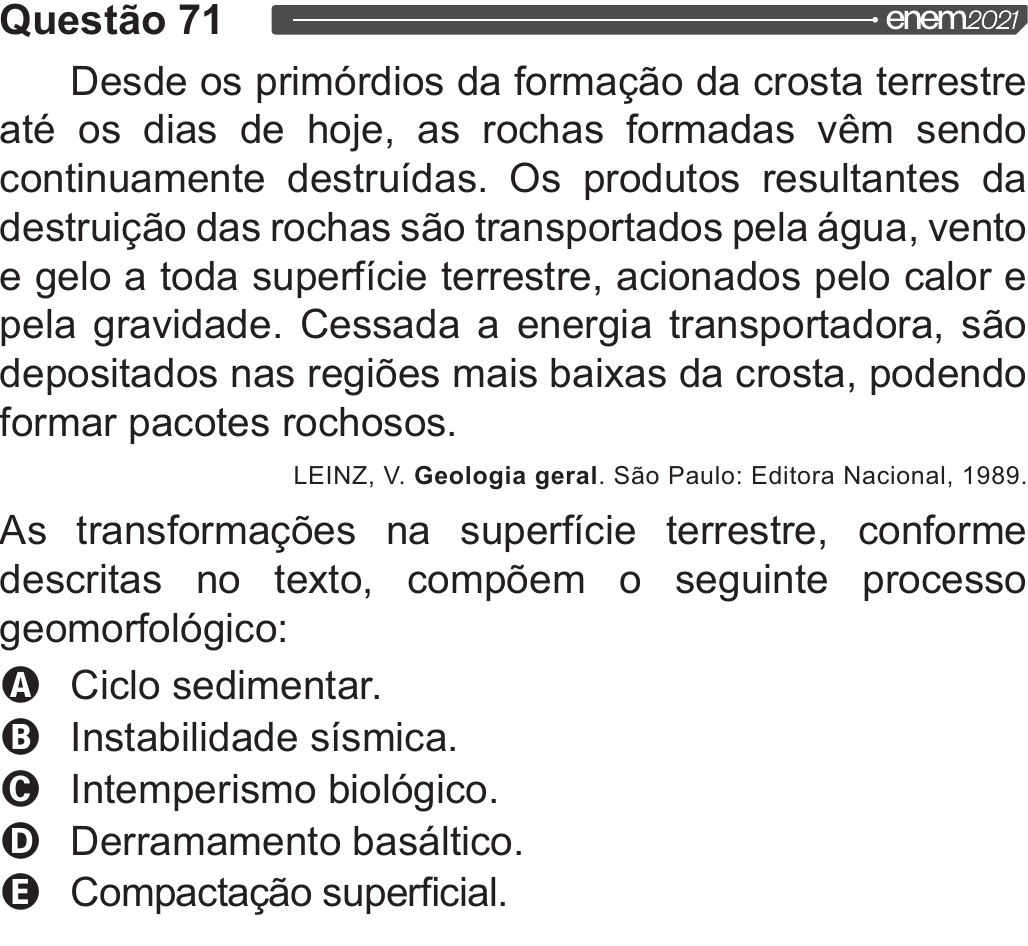 Questão 71 enem2021
Desde os primórdios da formação da crosta terrestre
até os dias de hoje, as rochas formadas vêm sendo
continuamente destruídas. Os produtos resultantes da
destruição das rochas são transportados pela água, vento
e gelo a toda superfície terrestre, acionados pelo calor e
pela gravidade. Cessada a energia transportadora, são
depositados nas regiões mais baixas da crosta, podendo
formar pacotes rochosos.
LEINZ, V. Geologia geral. São Paulo: Editora Nacional, 1989.
As transformações na superfície terrestre, conforme
descritas no texto, compõem o seguinte processo
geomorfológico:
A Ciclo sedimentar.
B Instabilidade sísmica.
C Intemperismo biológico.
D Derramamento basáltico.
E Compactação superficial.